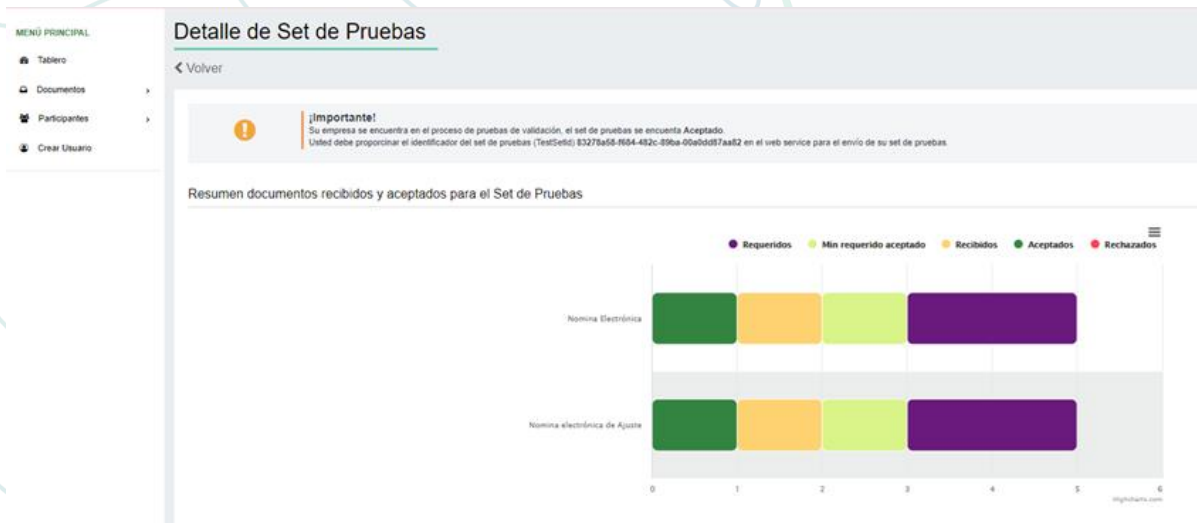 MENÚ PRINCIPAL
Tablero
Documentos
Participantes
Crear Usuario
Detalle de Set de Pruebas
Volver
¡Importante!
Su empresa se encuentra en el proceso de pruebas de validación, el set de pruebas se encuenta Aceptado.
Usted debe proporcinar el identificador del set de pruebas (TestSetId) 83278a58-f684-482c-89ba-00a0dd87aa82 en el web service para el envío de su set de pruebas.
Resumen documentos recibidos y aceptados para el Set de Pruebas
Requeridos Min requerido aceptado Recibidos Aceptados Rechazados
Nomina Electrónica
Nomina electrónica de Ajuste
0 1 2 3 4 5 6
Highcharts.com